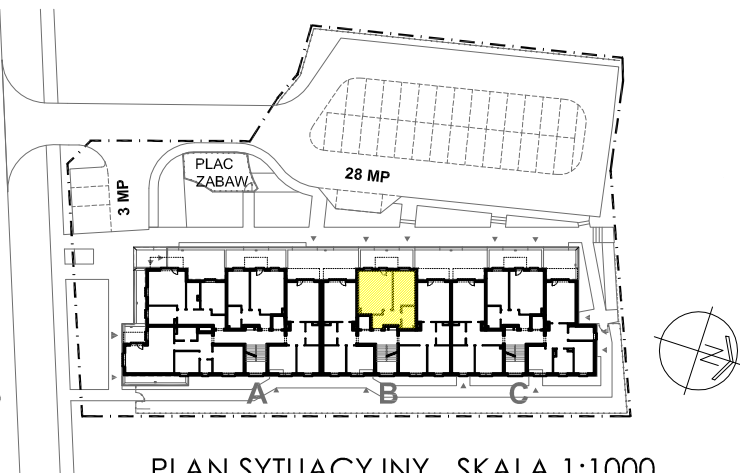 PLAC
ZABAW
28 MP
3 MP
N
A B C
PLAN SYTUACYJNY SKALA 1:1000